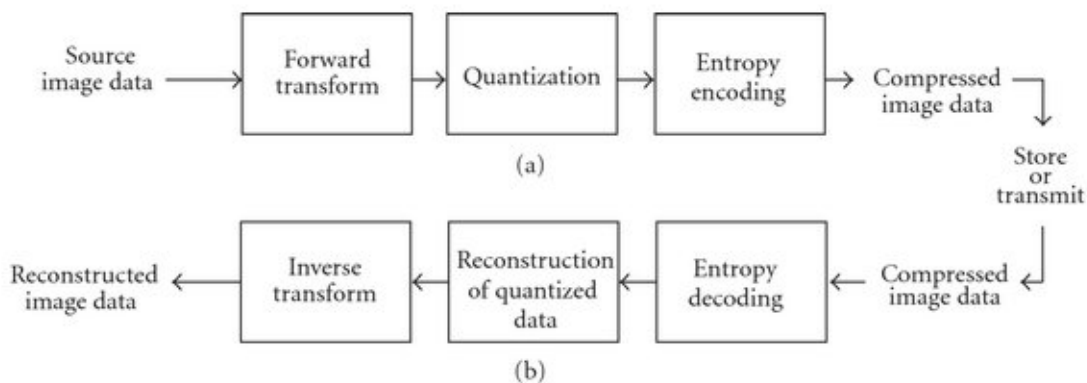 Source
image data
Forward
transform
Quantization
Entropy
encoding
Compressed
image data
(a)
Store
or
transmit
Reconstructed
image data
Inverse
transform
Reconstruction
of quantized
data
Entropy
decoding
Compressed
image data
(b)